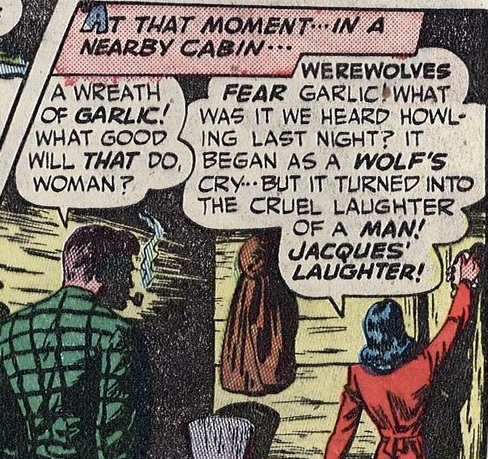 AT THAT MOMENT...IN A
NEARBY CABIN...
A WREATH
OF GARLIC!
WHAT GOOD
WILL THAT DO,
WOMAN?
WEREWOLVES
FEAR GARLIC! WHAT
WAS IT WE HEARD HOWL-
ING LAST NIGHT? IT
BEGAN AS A WOLF'S
CRY...BUT IT TURNED INTO
THE CRUEL LAUGHTER
OF A MAN!
JACQUES'
LAUGHTER!